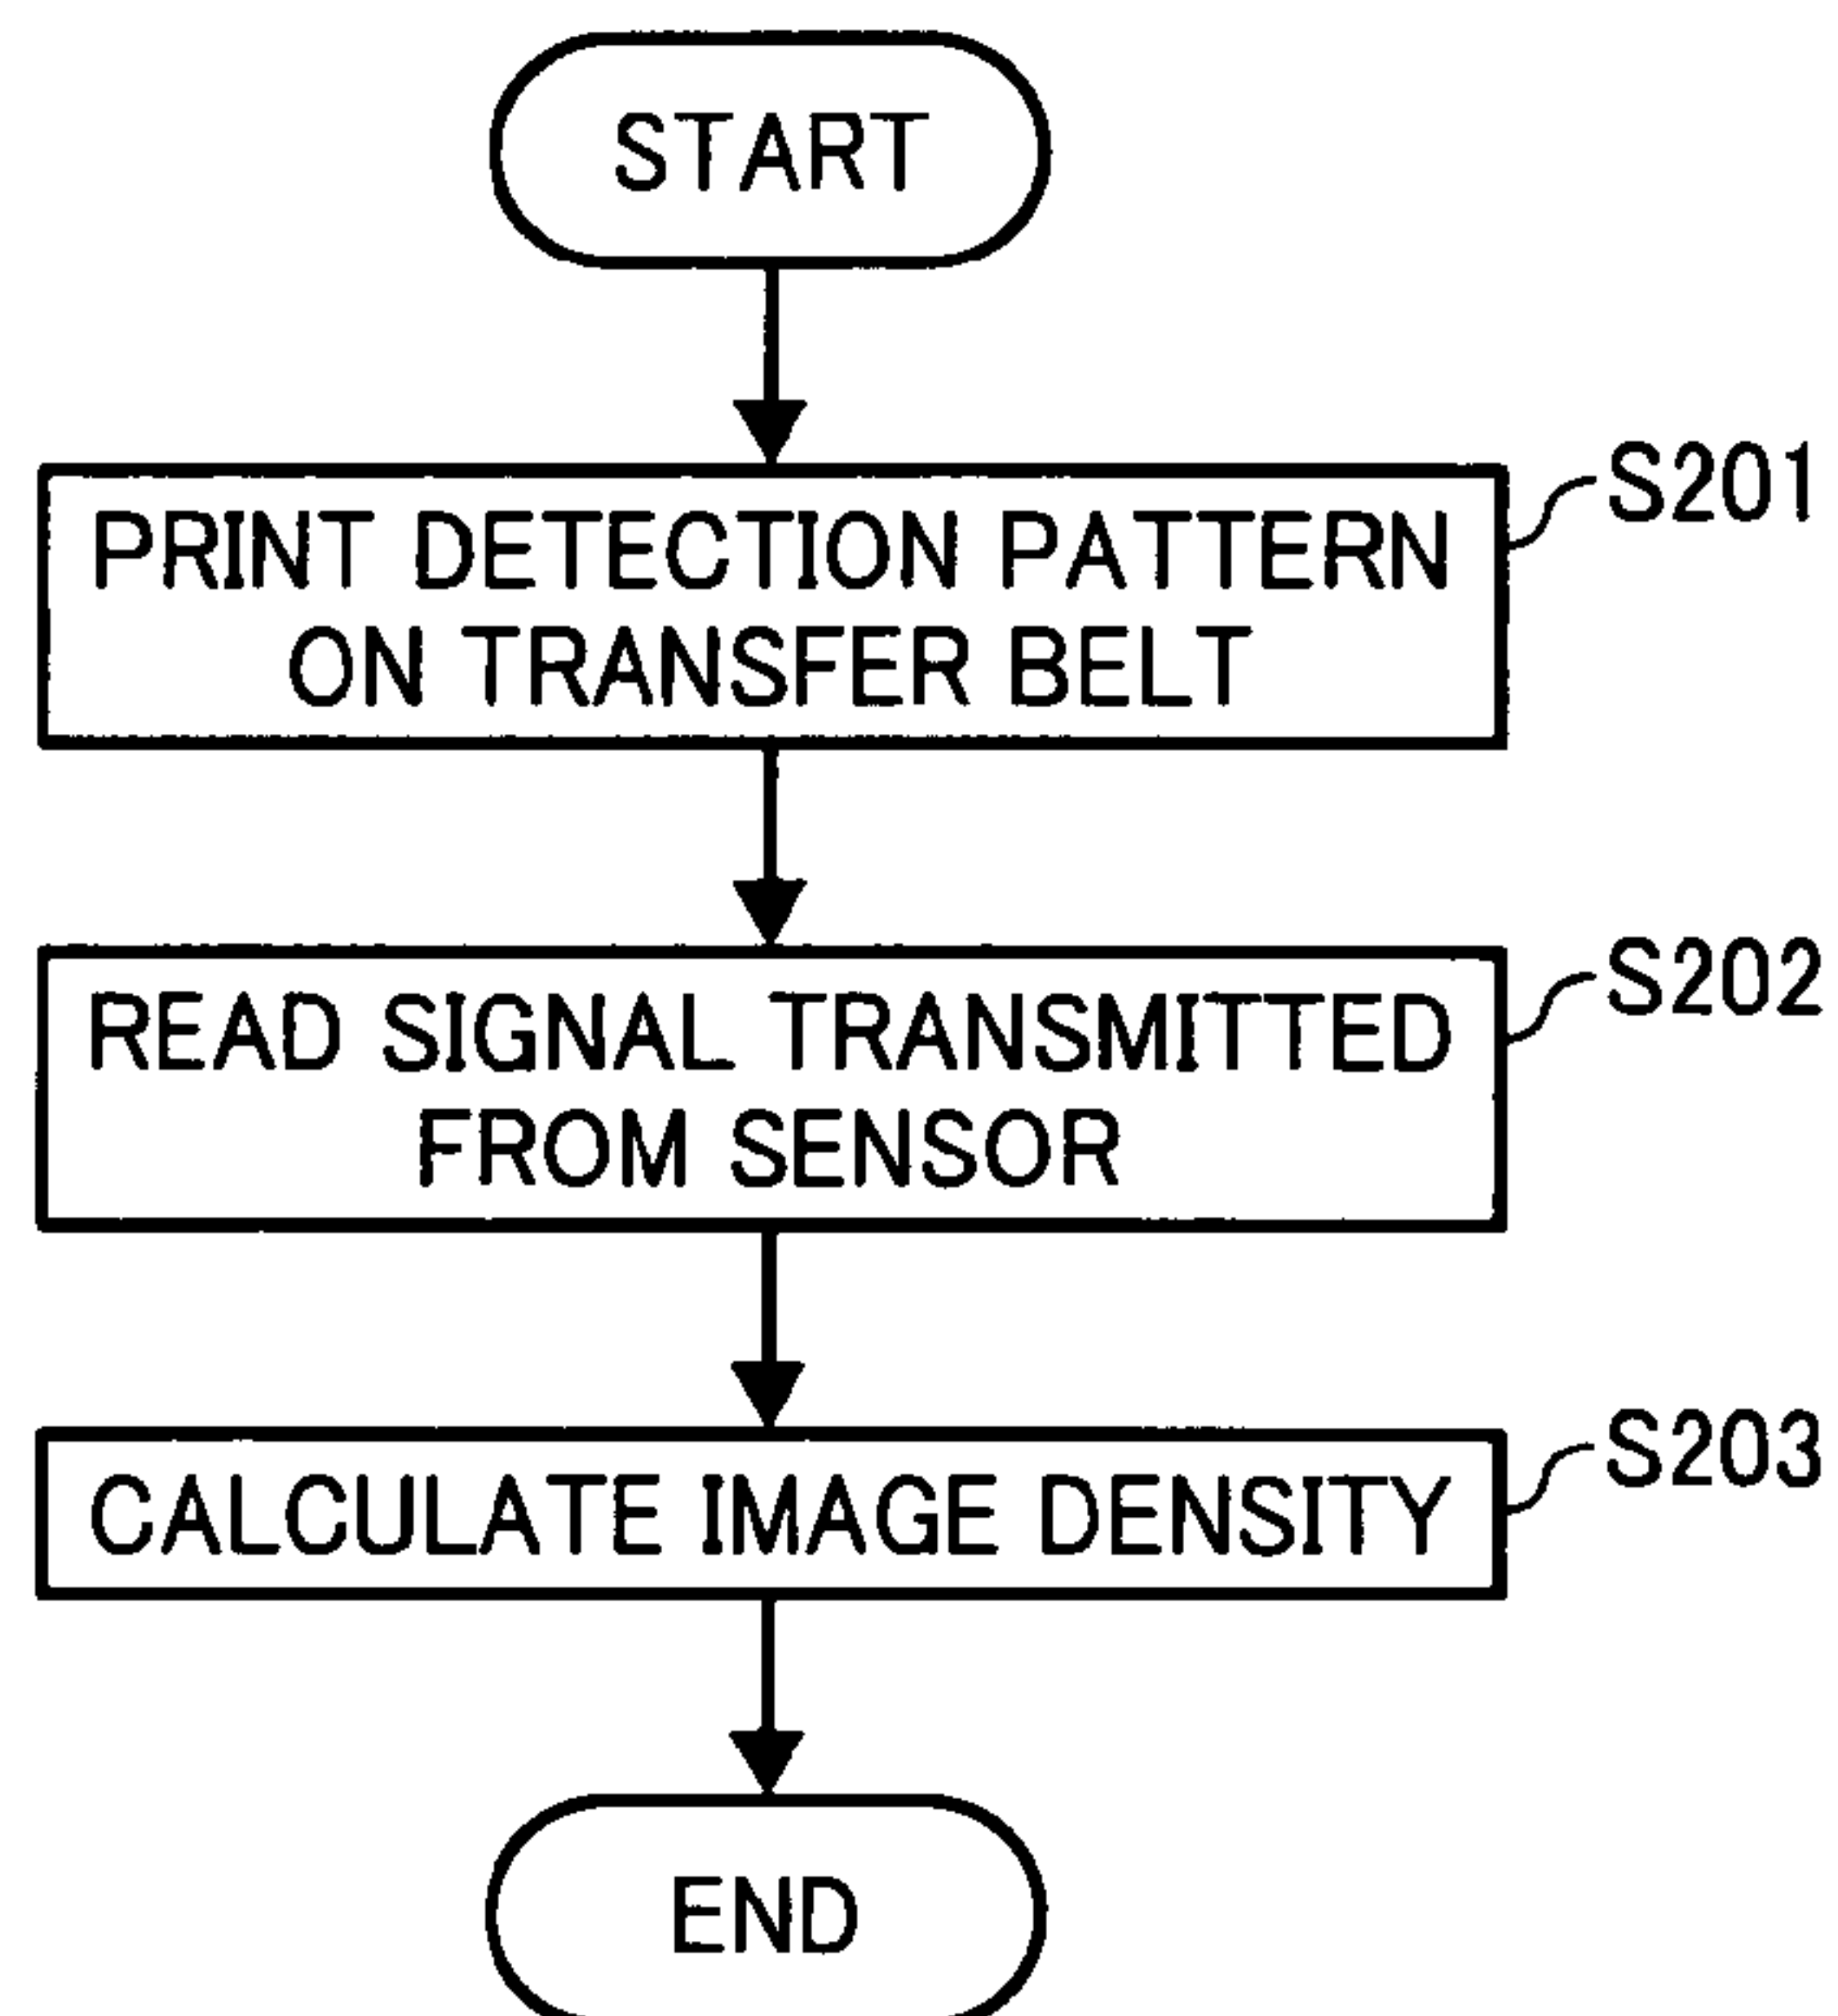 START
S201
PRINT DETECTION PATTERN
ON TRANSFER BELT
S202
READ SIGNAL TRANSMITTED
FROM SENSOR
S203
CALCULATE IMAGE DENSITY
END